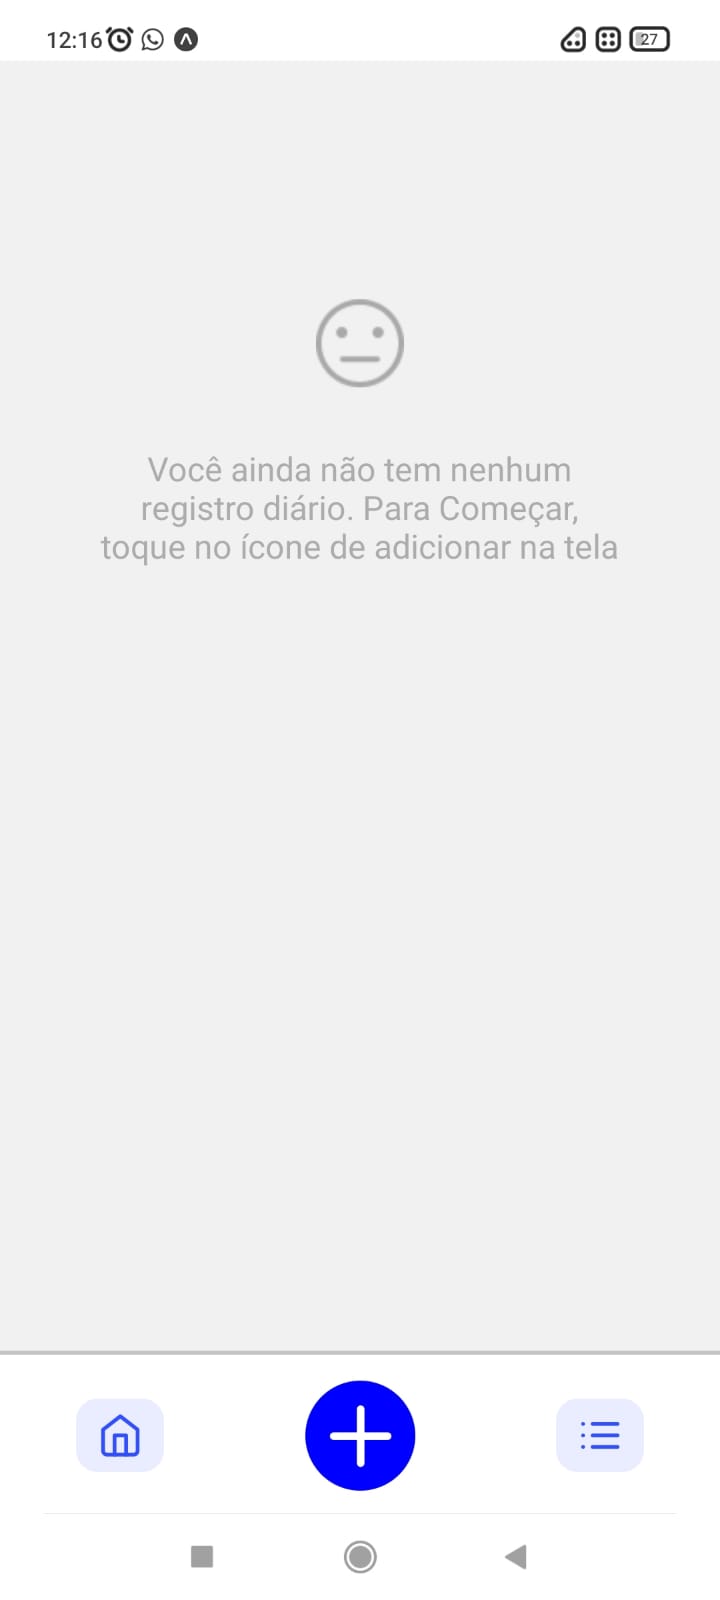 12:16
27
Você ainda não tem nenhum
registro diário. Para Começar,
toque no ícone de adicionar na tela